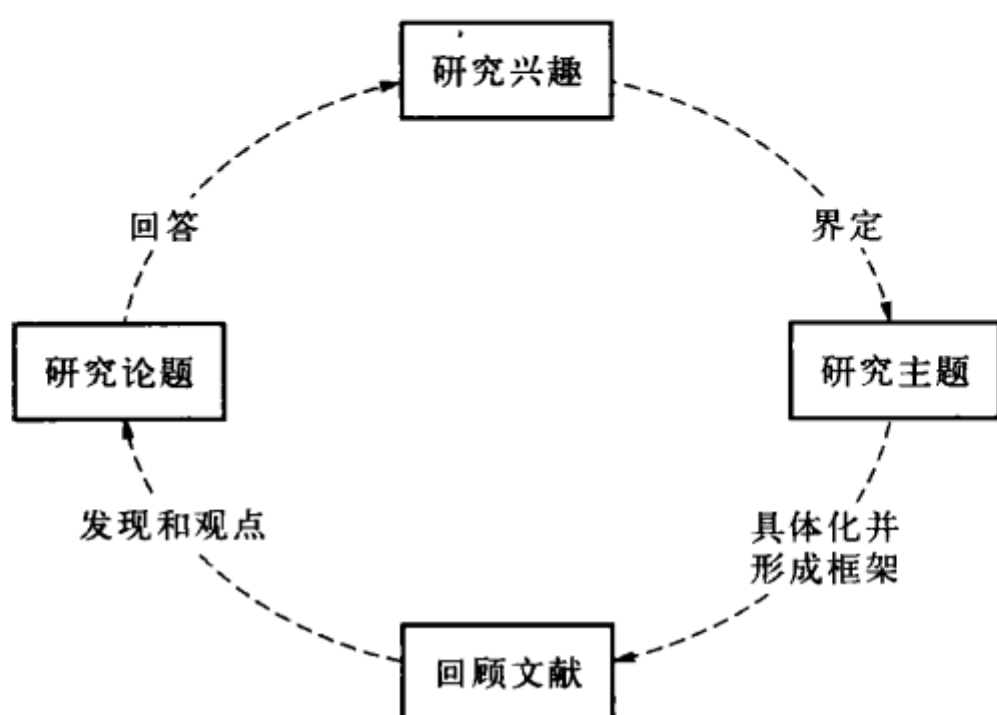 研究兴趣
回答
界定
研究论题
研究主题
发现和观点
具体化并
形成框架
回顾文献